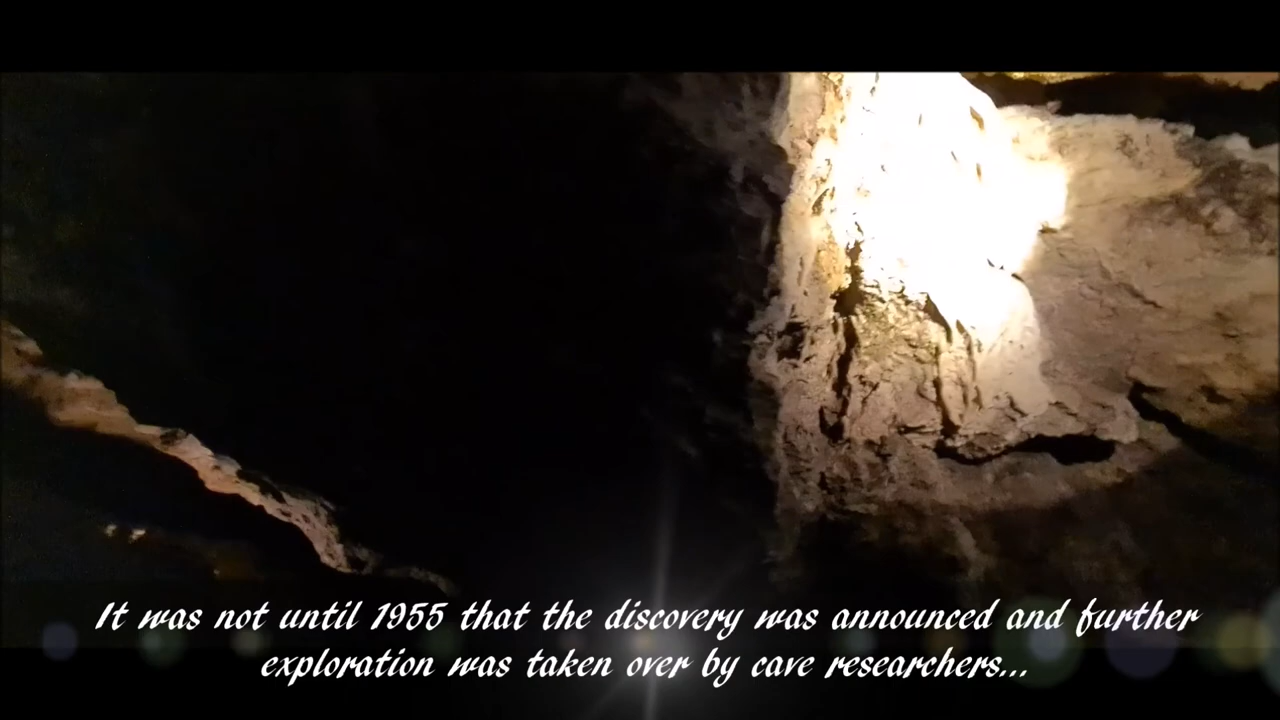 It was not until 1955 that the discovery was announced and further
exploration was taken over by cave researchers...